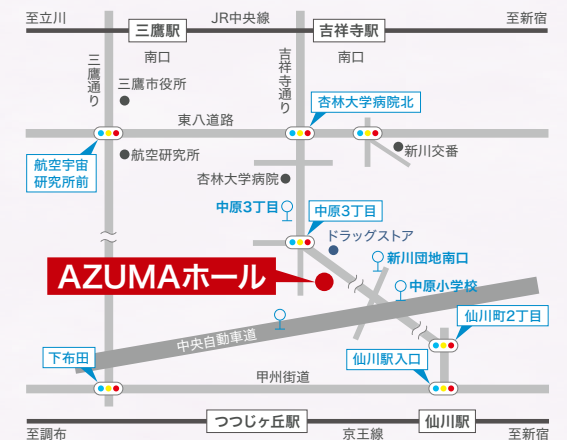 至立川
JR中央線
至新宿
三鷹駅
吉祥寺駅
南口
南口
三鷹通り
吉祥寺通り
三鷹市役所
杏林大学病院北
東八道路
航空宇宙
研究所前
航空研究所
新川交番
杏林大学病院
中原3丁目
中原3丁目
ドラッグストア
新川団地南口
AZUMAホール
中原小学校
仙川町2丁目
中央自動車道
下布田
仙川駅入口
甲州街道
つつじヶ丘駅
仙川駅
至調布
京王線
至新宿